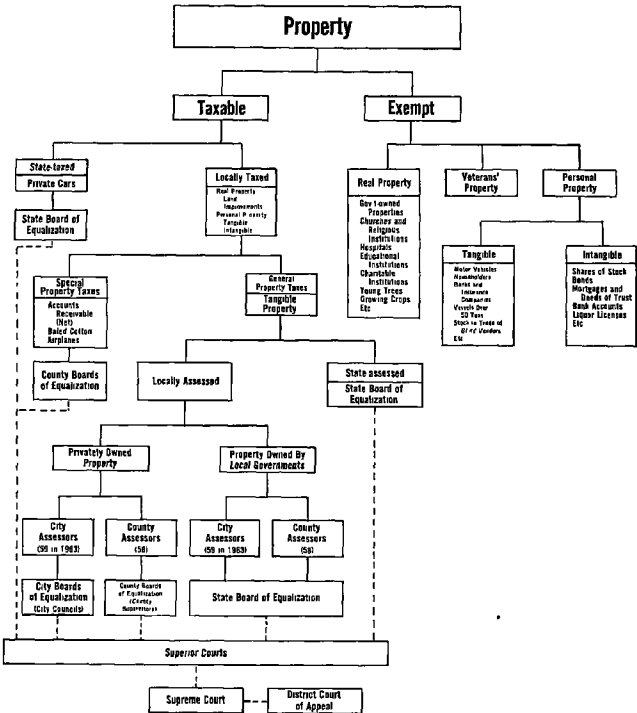 Property
Taxable
Exempt
State-taxed
Private Cars
State Board of
Equalization
Locally Taxed
Real Property
Land
Improvements
Personal Property
Tangible
Intangible
Real Property
Gov't-owned
Properties
Churches and
Religious
Institutions
Hospitals
Educational
Institutions
Charitable
Institutions
Young Trees
Growing Crops
Etc
Veterans'
Property
Personal
Property
Tangible
Motor Vehicles
Householders
Banks and
Insurance
Companies
Vessels Over
50 Tons
Stock in Trade of
Blind Vendors
Etc
Intangible
Shares of Stock
Bonds
Mortgages and
Deeds of Trust
Bank Accounts
Liquor Licenses
Etc
Special
Property Taxes
Accounts
Receivable
(Net)
Baled Cotton
Airplanes
County Boards
of Equalization
General
Property Taxes
Tangible
Property
Locally Assessed
State assessed
State Board of
Equalization
Privately Owned
Property
Property Owned By
Local Governments
City
Assessors
(59 in 1963)
County
Assessors
(58)
City
Assessors
(59 in 1963)
County
Assessors
(58)
City Boards
of Equalization
(City Councils)
County Boards
of Equalization
(County
Supervisors)
State Board of Equalization
Superior Courts
Supreme Court
District Court
of Appeal